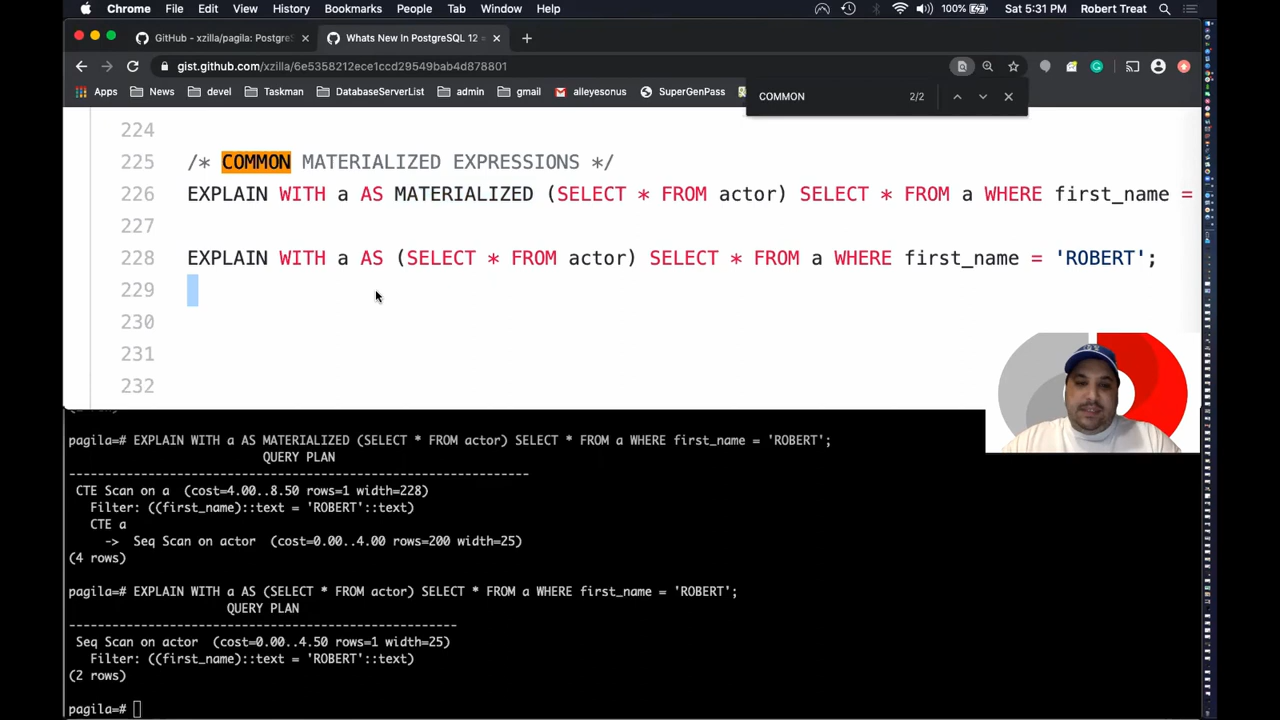 Chrome File Edit View History Bookmarks People Tab Window Help 100% Sat 5:31 PM Robert Treat
GitHub - xzilla/pagila: Postgre Whats New In PostgreSQL 12
gist.github.com/xzilla/6e5358212ece1ccd29549bab4d878801
Apps News devel Taskman DatabaseServerList admin gmail alleyesonus SuperGenPass
COMMON 2/2
224
225 /* COMMON MATERIALIZED EXPRESSIONS */
226 EXPLAIN WITH a AS MATERIALIZED (SELECT * FROM actor) SELECT * FROM a WHERE first_name =
227
228 EXPLAIN WITH a AS (SELECT * FROM actor) SELECT * FROM a WHERE first_name = 'ROBERT';
229
230
231
232
pagila=# EXPLAIN WITH a AS MATERIALIZED (SELECT * FROM actor) SELECT * FROM a WHERE first_name = 'ROBERT';
QUERY PLAN
-----------------------------------------------------------------
CTE Scan on a (cost=4.00..8.50 rows=1 width=228)
Filter: ((first_name)::text = 'ROBERT'::text)
CTE a
-> Seq Scan on actor (cost=0.00..4.00 rows=200 width=25)
(4 rows)
pagila=# EXPLAIN WITH a AS (SELECT * FROM actor) SELECT * FROM a WHERE first_name = 'ROBERT';
QUERY PLAN
-------------------------------------------------------
Seq Scan on actor (cost=0.00..4.50 rows=1 width=25)
Filter: ((first_name)::text = 'ROBERT'::text)
(2 rows)
pagila=#